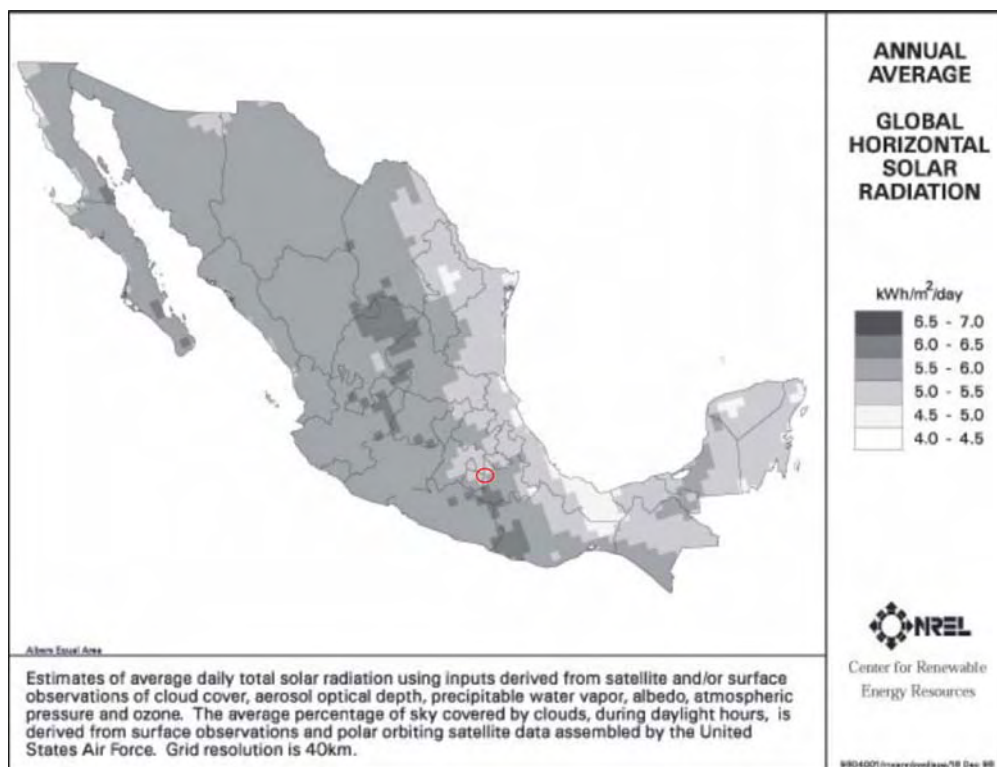 ANNUAL
AVERAGE
GLOBAL
HORIZONTAL
SOLAR
RADIATION
kWh/m²/day
6.5 - 7.0
6.0 - 6.5
5.5 - 6.0
5.0 - 5.5
4.5 - 5.0
4.0 - 4.5
NREL
Center for Renewable
Energy Resources
Albers Equal Area
Estimates of average daily total solar radiation using inputs derived from satellite and/or surface
observations of cloud cover, aerosol optical depth, precipitable water vapor, albedo, atmospheric
pressure and ozone. The average percentage of sky covered by clouds, during daylight hours, is
derived from surface observations and polar orbiting satellite data assembled by the United
States Air Force. Grid resolution is 40km.